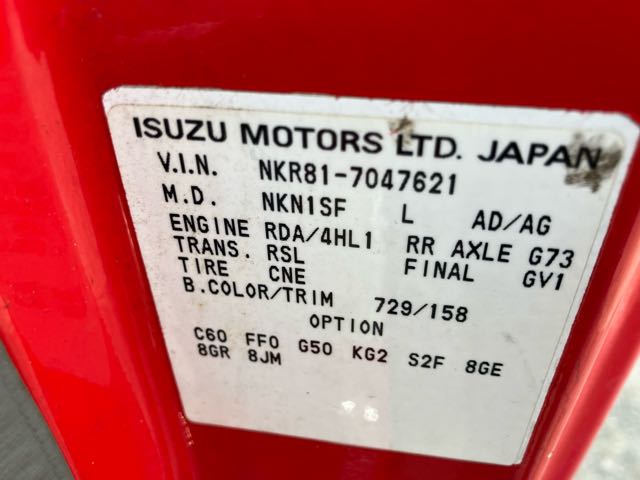 ISUZU MOTORS LTD. JAPAN
V.I.N. NKR81-7047621
M.D. NKN1SF L AD/AG
ENGINE RDA/4HL1 RR AXLE G73
TRANS. RSL FINAL GV1
TIRE CNE
B.COLOR/TRIM 729/158
OPTION
C60 FF0 G50 KG2 S2F 8GE
8GR 8JM